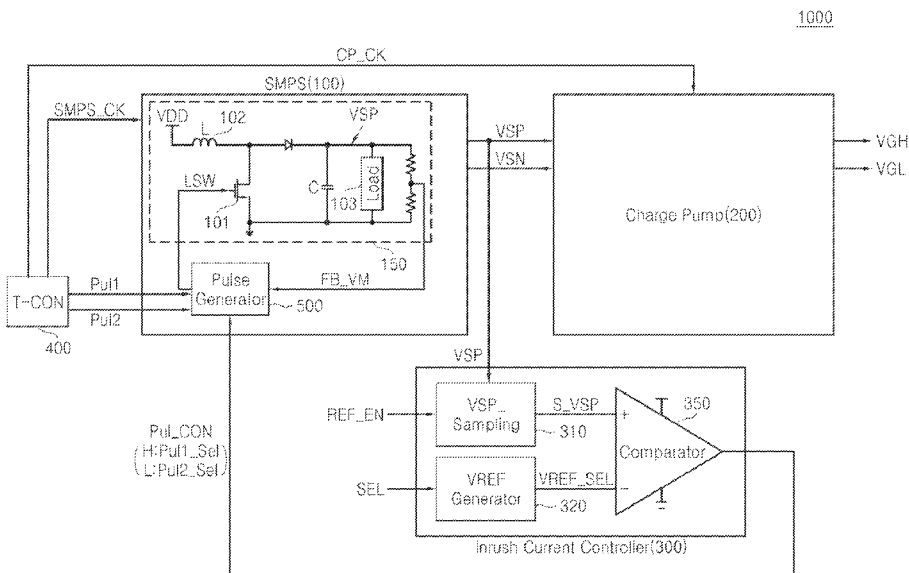 1000
CP_CK
SMPS(100)
SMPS_CK
VDD
L
102
VSP
LSW
101
C
103
Load
150
VSP
VSN
Charge Pump(200)
VGH
VGL
T-CON
400
Pul1
Pul2
Pulse
Generator
500
FB_VM
VSP
REF_EN
VSP_
Sampling
310
S_VSP
+
350
Comparator
Pul_CON
(H:Pul1_Sel
L:Pul2_Sel)
SEL
VREF
Generator
320
VREF_SEL
-
Inrush Current Controller(300)